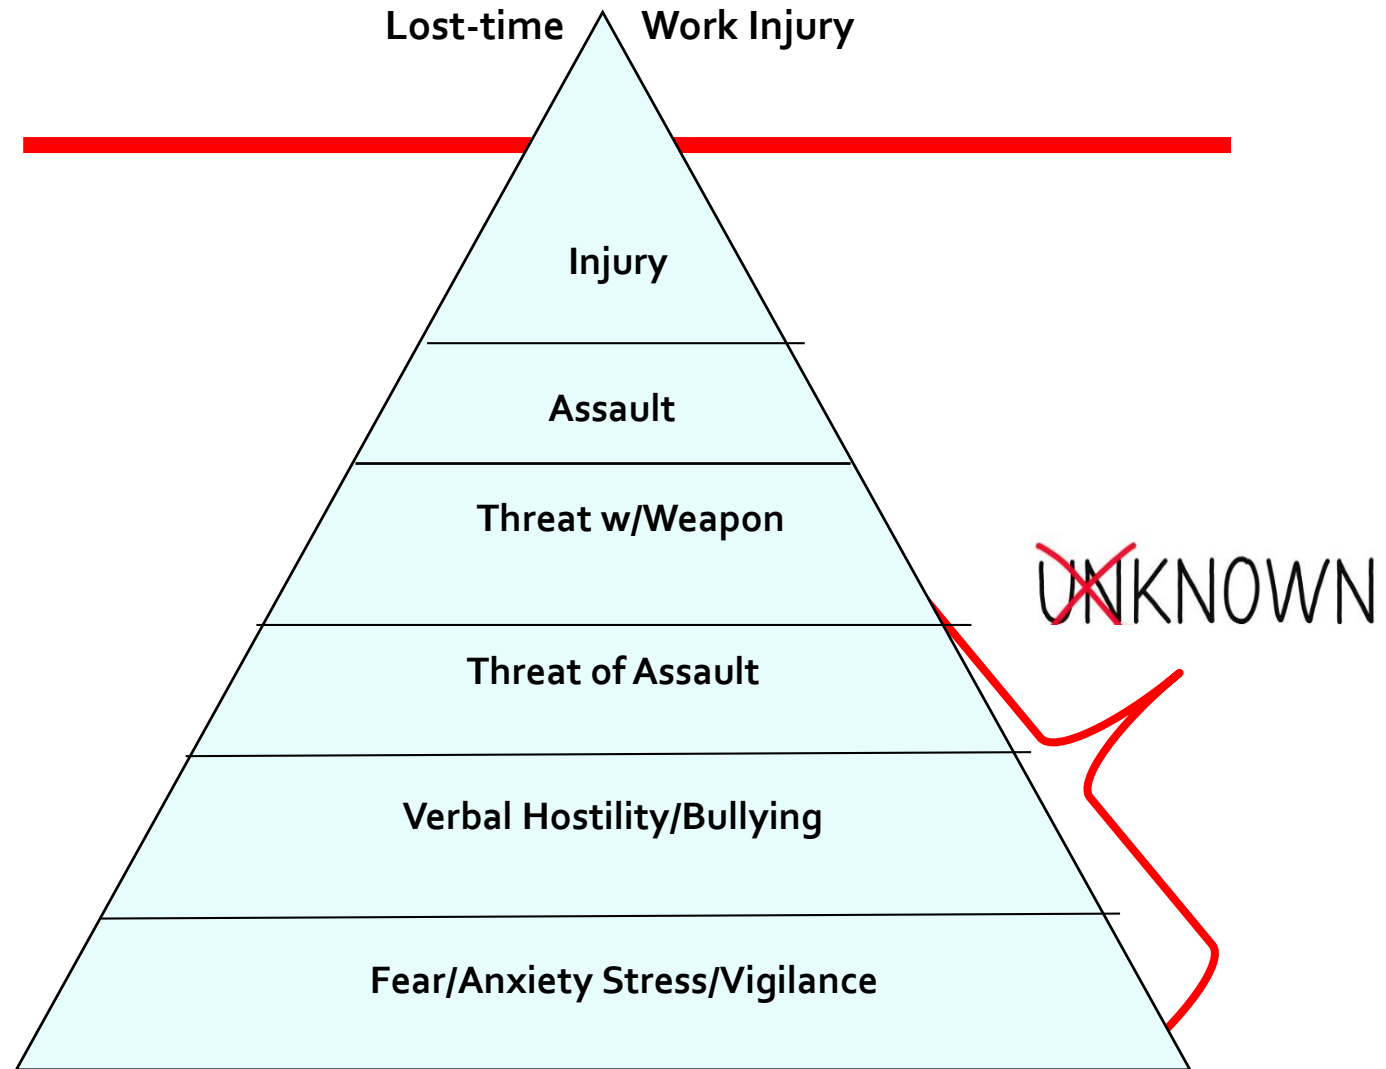 Lost-time Work Injury
Injury
Assault
Threat w/Weapon
UNKNOWN
Threat of Assault
Verbal Hostility/Bullying
Fear/Anxiety Stress/Vigilance